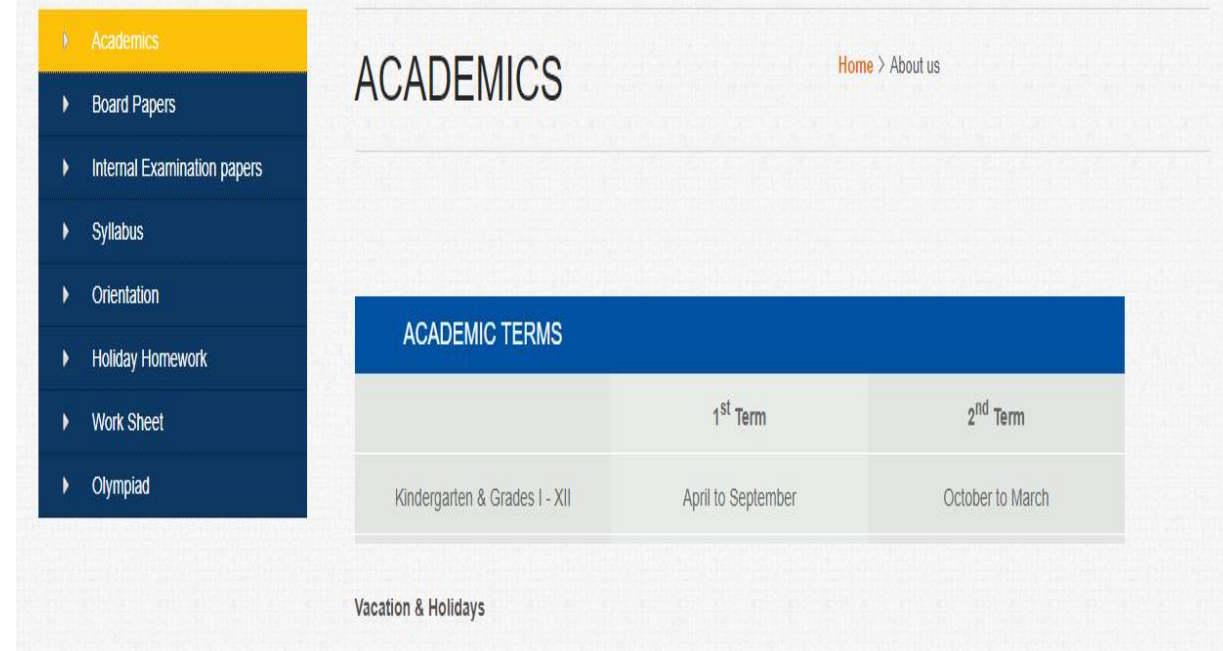 Academics
Board Papers
Internal Examination papers
Syllabus
Orientation
Holiday Homework
Work Sheet
Olympiad
ACADEMICS
Home > About us
ACADEMIC TERMS
1st Term 2nd Term
Kindergarten & Grades I - XII April to September October to March
Vacation & Holidays